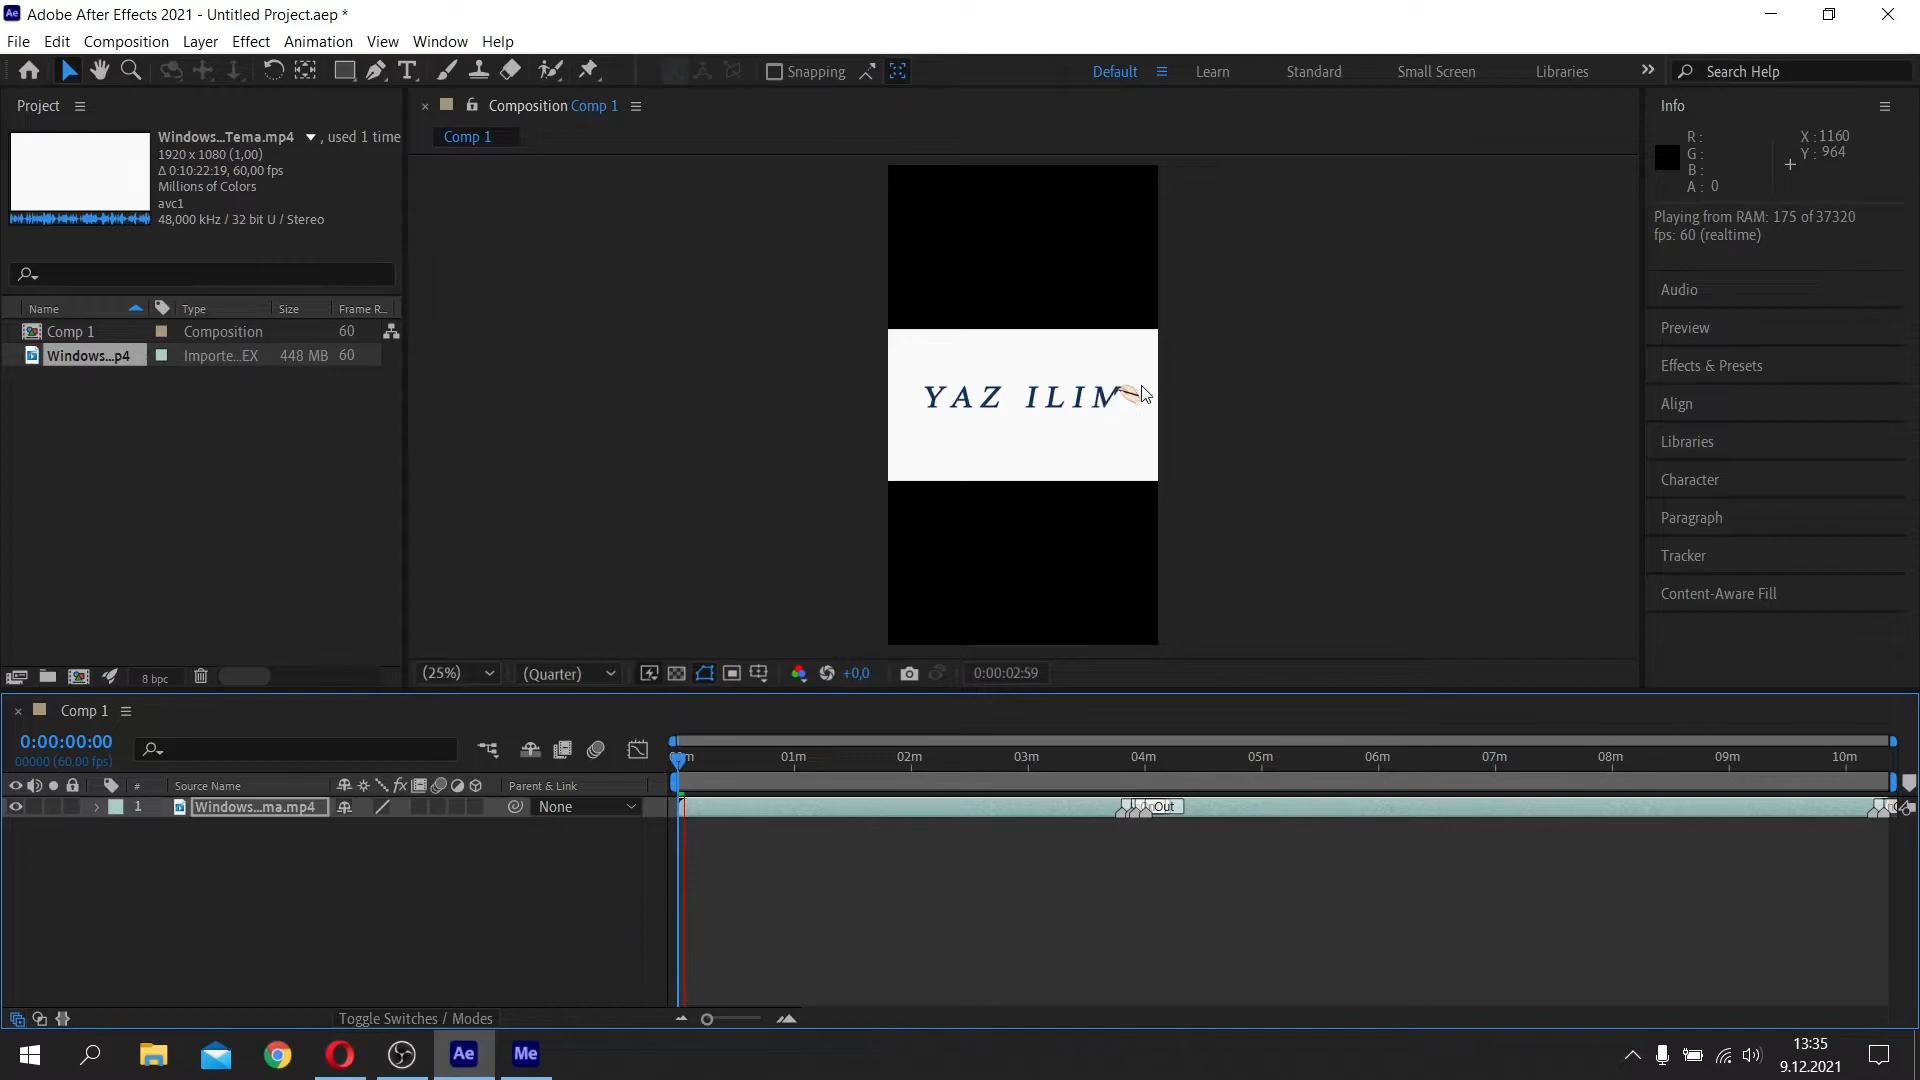 Adobe After Effects 2021 - Untitled Project.aep *
File Edit Composition Layer Effect Animation View Window Help
Snapping
Default Learn Standard Small Screen Libraries
Search Help
Project
Windows...Tema.mp4 , used 1 time
1920 x 1080 (1,00)
Δ 0:10:22:19, 60,00 fps
Millions of Colors
avc1
48,000 kHz / 32 bit U / Stereo
Name Type Size Frame R...
Comp 1 Composition 60
Windows...p4 Importe...EX 448 MB 60
8 bpc
Composition Comp 1
Comp 1
YAZ ILIM
(25%) (Quarter) +0,0 0:00:02:59
Info
R :
G :
B :
A : 0
X : 1160
Y : 964
Playing from RAM: 175 of 37320
fps: 60 (realtime)
Audio
Preview
Effects & Presets
Align
Libraries
Character
Paragraph
Tracker
Content-Aware Fill
Comp 1
0:00:00:00
00000 (60.00 fps)
01m 02m 03m 04m 05m 06m 07m 08m 09m 10m
# Source Name fx Parent & Link
1 Windows...ma.mp4 None
Out
Toggle Switches / Modes
Ae Me
13:35
9.12.2021